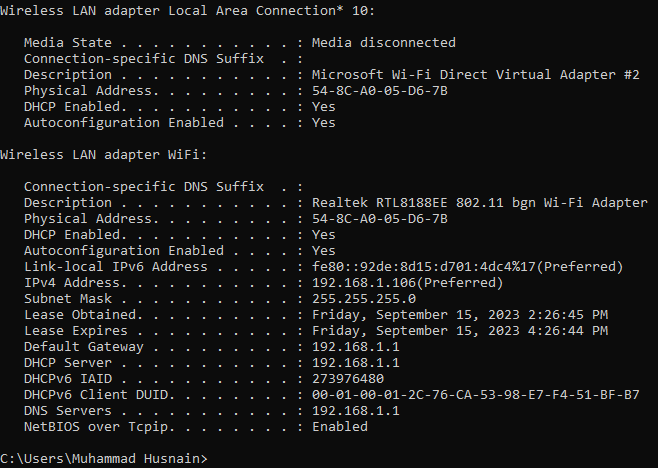 Wireless LAN adapter Local Area Connection* 10:
Media State . . . . . . . . . . . : Media disconnected
Connection-specific DNS Suffix  . :
Description . . . . . . . . . . . : Microsoft Wi-Fi Direct Virtual Adapter #2
Physical Address. . . . . . . . . : 54-8C-A0-05-D6-7B
DHCP Enabled. . . . . . . . . . . : Yes
Autoconfiguration Enabled . . . . : Yes
Wireless LAN adapter WiFi:
Connection-specific DNS Suffix  . :
Description . . . . . . . . . . . : Realtek RTL8188EE 802.11 bgn Wi-Fi Adapter
Physical Address. . . . . . . . . : 54-8C-A0-05-D6-7B
DHCP Enabled. . . . . . . . . . . : Yes
Autoconfiguration Enabled . . . . : Yes
Link-local IPv6 Address . . . . . : fe80::92de:8d15:d701:4dc4%17(Preferred)
IPv4 Address. . . . . . . . . . . : 192.168.1.106(Preferred)
Subnet Mask . . . . . . . . . . . : 255.255.255.0
Lease Obtained. . . . . . . . . . : Friday, September 15, 2023 2:26:45 PM
Lease Expires . . . . . . . . . . : Friday, September 15, 2023 4:26:44 PM
Default Gateway . . . . . . . . . : 192.168.1.1
DHCP Server . . . . . . . . . . . : 192.168.1.1
DHCPv6 IAID . . . . . . . . . . . : 273976480
DHCPv6 Client DUID. . . . . . . . : 00-01-00-01-2C-76-CA-53-98-E7-F4-51-BF-B7
DNS Servers . . . . . . . . . . . : 192.168.1.1
NetBIOS over Tcpip. . . . . . . . : Enabled
C:\Users\Muhammad Husnain>